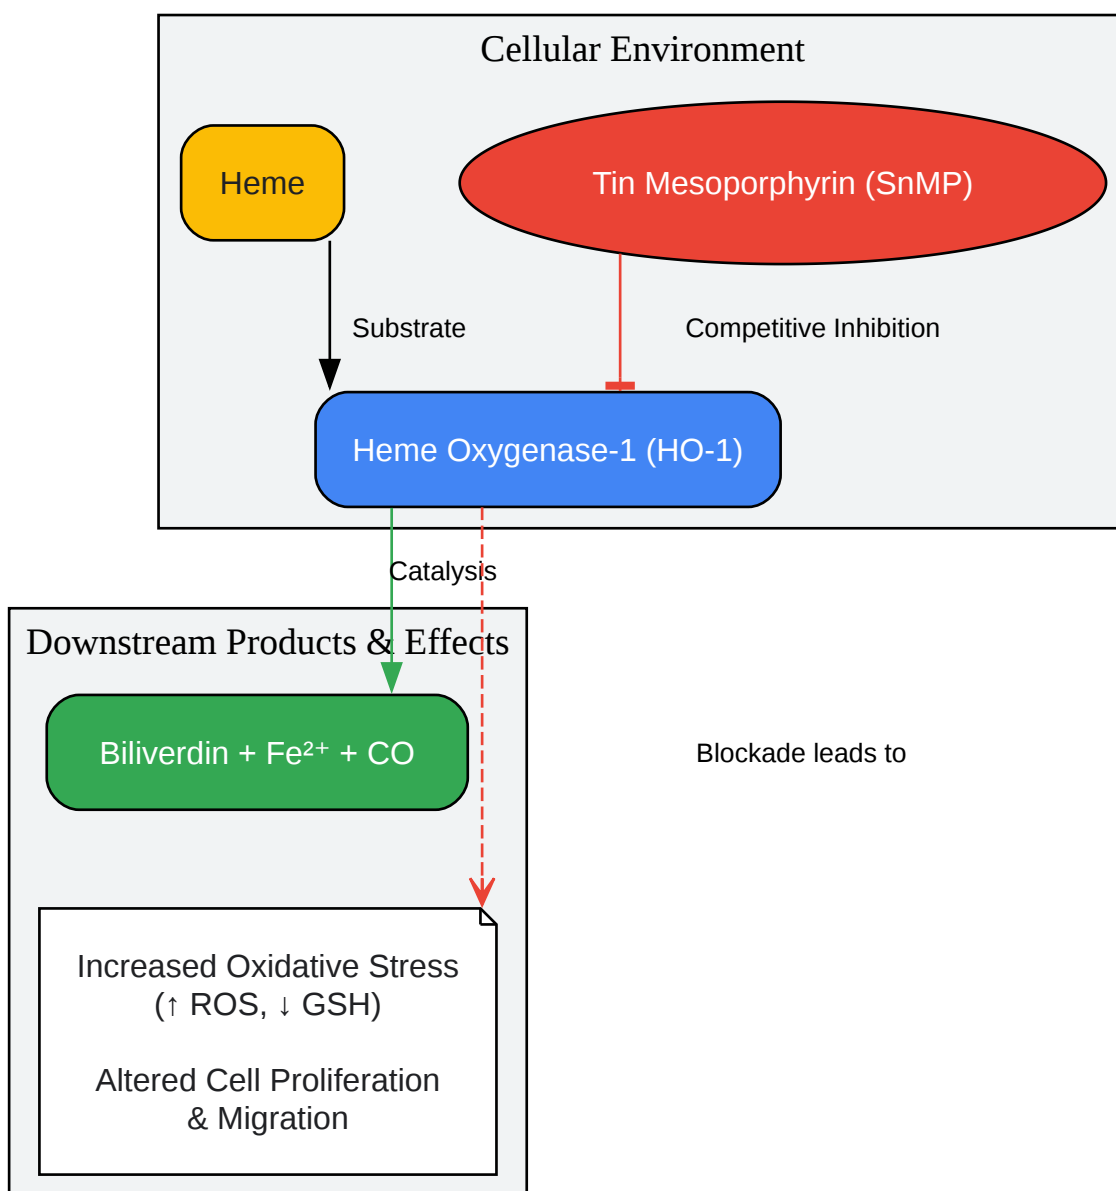 Cellular Environment
Heme
Tin Mesoporphyrin (SnMP)
Substrate
Competitive Inhibition
Heme Oxygenase-1 (HO-1)
Catalysis
Downstream Products & Effects
Biliverdin + Fe²⁺ + CO
Blockade leads to
Increased Oxidative Stress
(↑ ROS, ↓ GSH)
Altered Cell Proliferation
& Migration